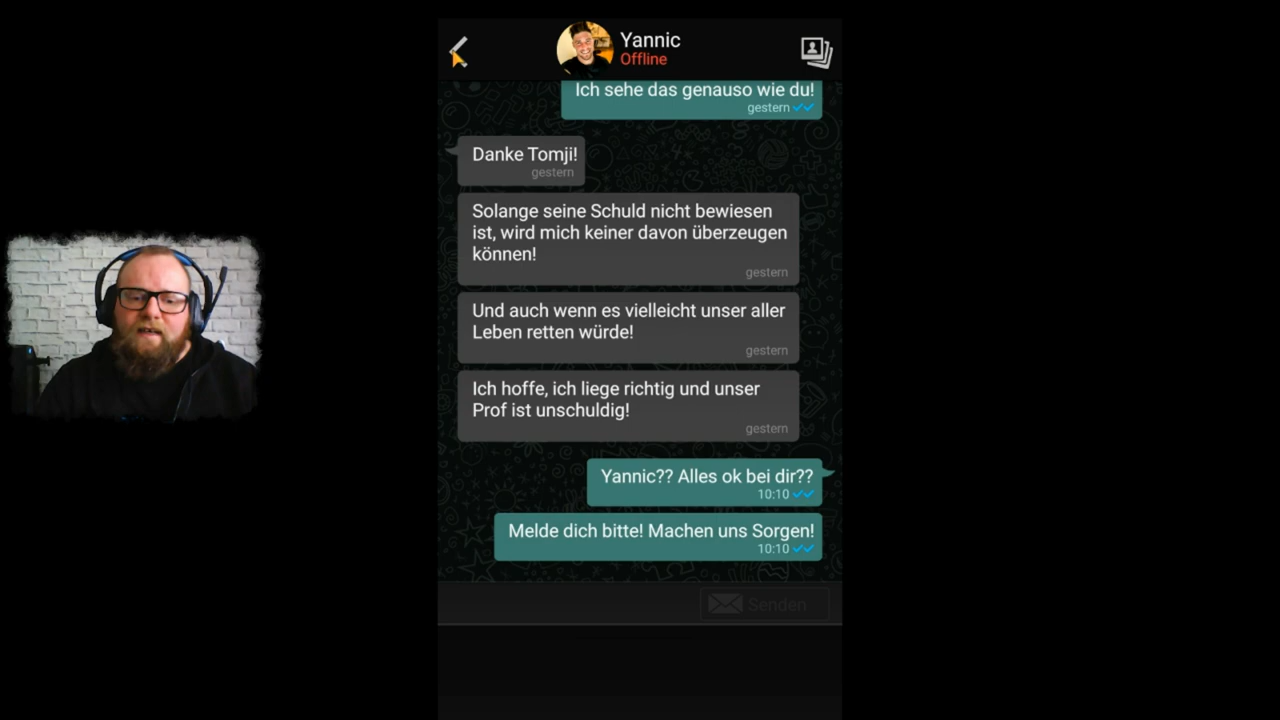 Yannic
Offline
Ich sehe das genauso wie du!
gestern
Danke Tomji!
gestern
Solange seine Schuld nicht bewiesen
ist, wird mich keiner davon überzeugen
können!
gestern
Und auch wenn es vielleicht unser aller
Leben retten würde!
gestern
Ich hoffe, ich liege richtig und unser
Prof ist unschuldig!
gestern
Yannic?? Alles ok bei dir??
10:10
Melde dich bitte! Machen uns Sorgen!
10:10
Senden